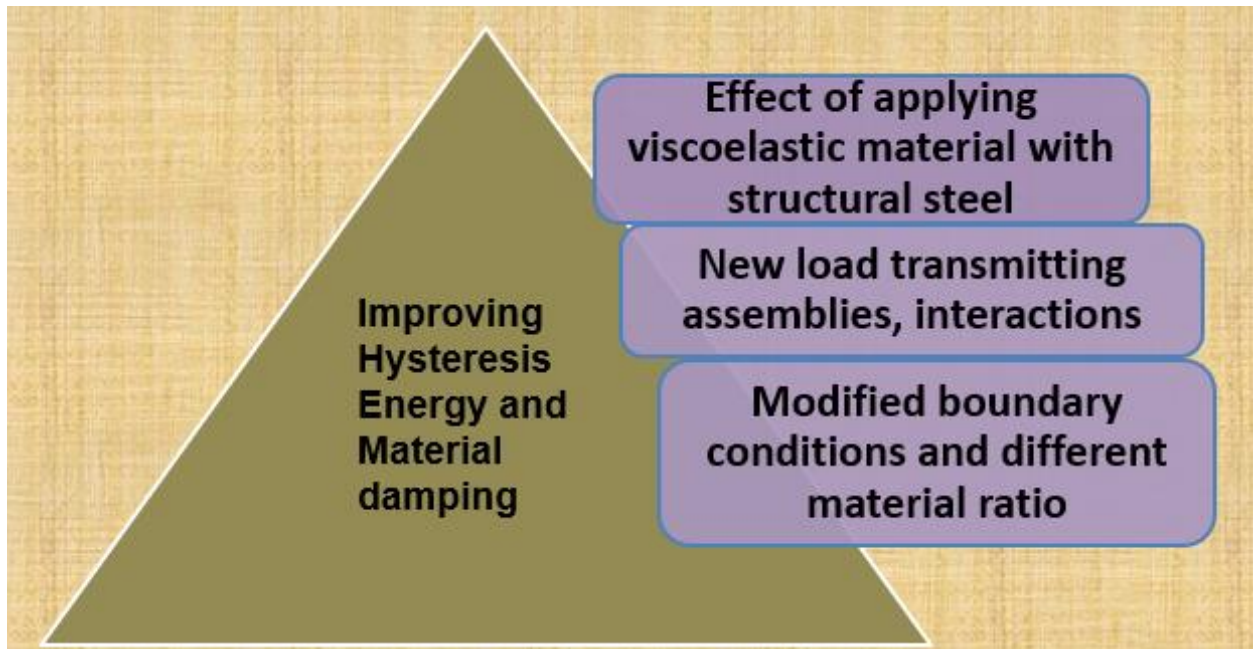 Improving
Hysteresis
Energy and
Material
damping
Effect of applying
viscoelastic material with
structural steel
New load transmitting
assemblies, interactions
Modified boundary
conditions and different
material ratio